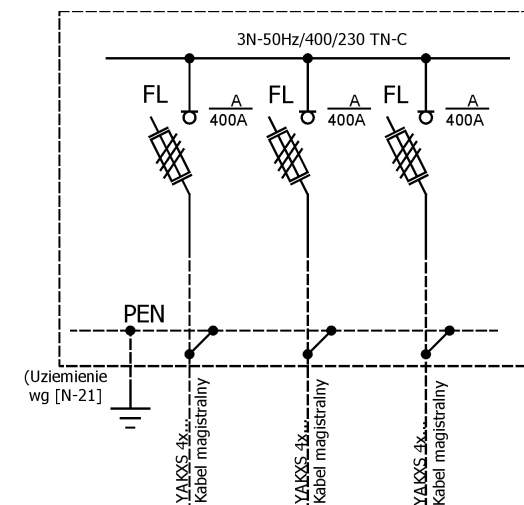 3N-50Hz/400/230 TN-C
FL
A
400A
FL
A
400A
FL
A
400A
PEN
(Uziemienie
wg [N-21]
YAKXS 4x...
Kabel magistralny
YAKXS 4x...
Kabel magistralny
YAKXS 4x...
Kabel magistralny